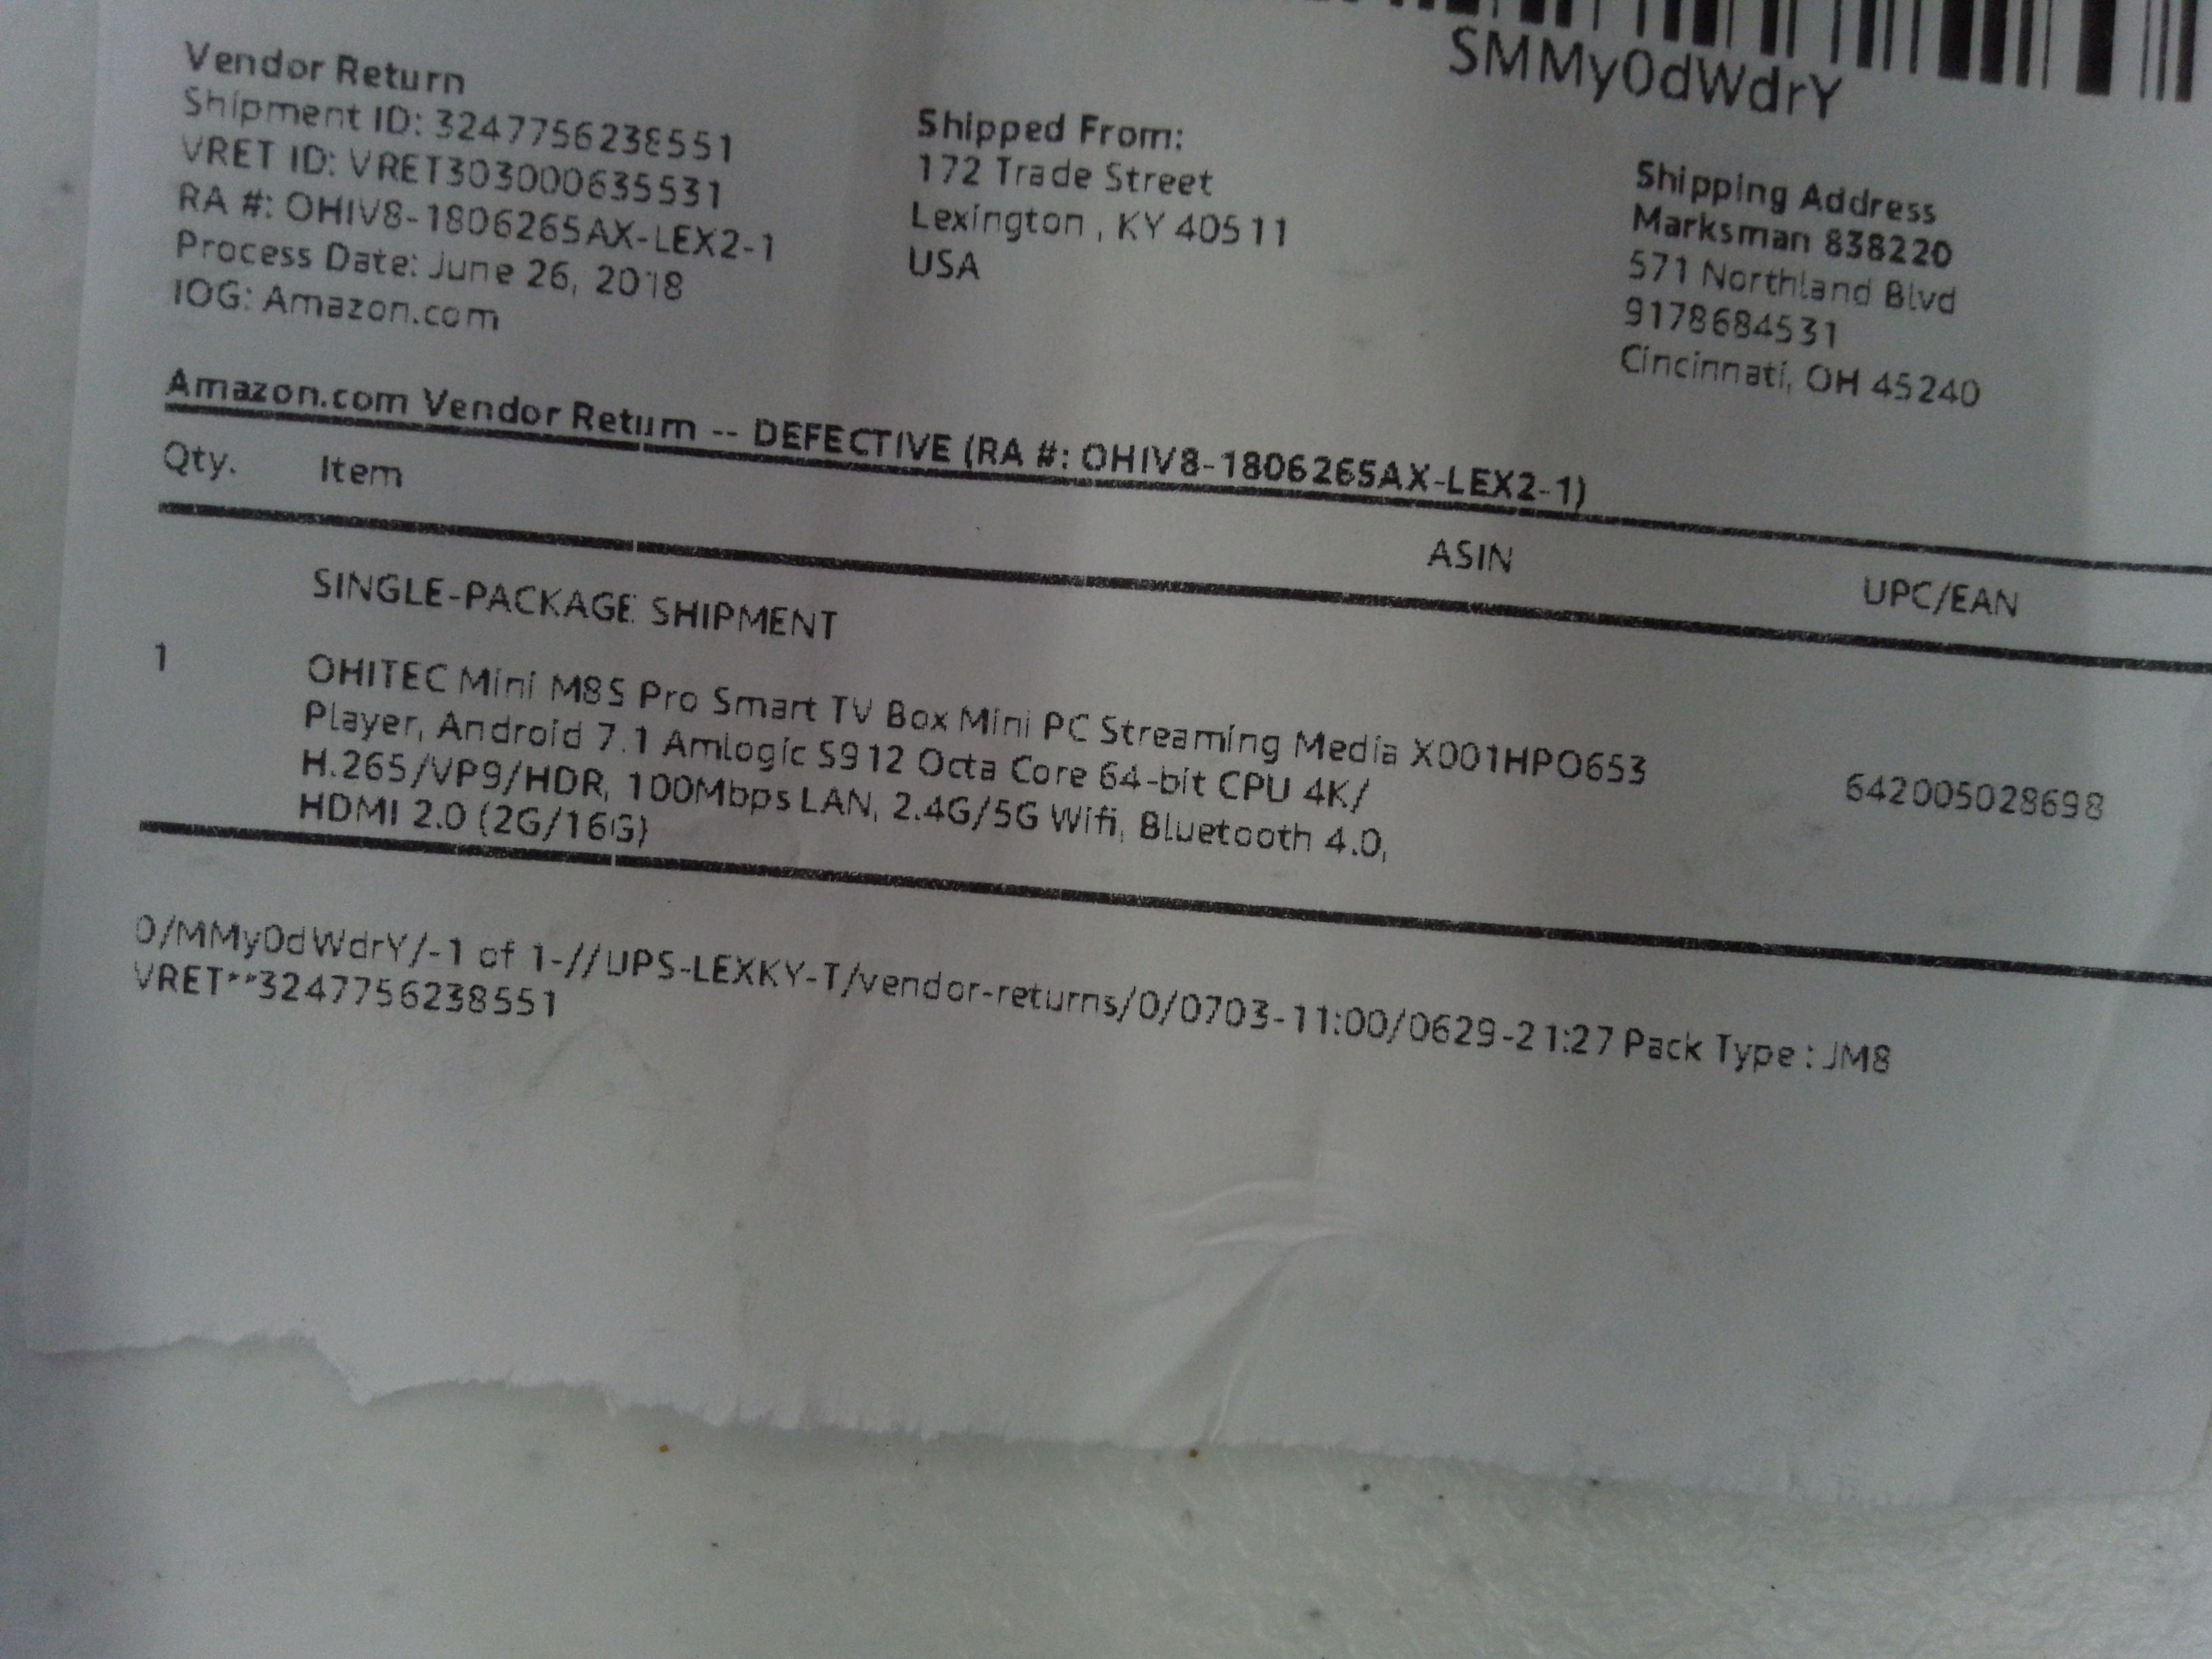 SMMy0dWdrY
Vendor Return
Shipment ID: 3247756238551
VRET ID: VRET303000635531
RA #: OHIV8-1806265AX-LEX2-1
Process Date: June 26, 2018
IOG: Amazon.com
Shipped From:
172 Trade Street
Lexington , KY 40511
USA
Shipping Address
Marksman 838220
571 Northland Blvd
9178684531
Cincinnati, OH 45240
Amazon.com Vendor Return -- DEFECTIVE (RA #: OHIV8-1806265AX-LEX2-1)
Qty. Item ASIN UPC/EAN
SINGLE-PACKAGE SHIPMENT
1 OHITEC Mini M8S Pro Smart TV Box Mini PC Streaming Media X001HPO653 642005028698
Player, Android 7.1 Amlogic S912 Octa Core 64-bit CPU 4K/
H.265/VP9/HDR, 100Mbps LAN, 2.4G/5G Wifi, Bluetooth 4.0,
HDMI 2.0 (2G/16G)
0/MMy0dWdrY/-1 of 1-//UPS-LEXKY-T/vendor-returns/0/0703-11:00/0629-21:27 Pack Type : JM8
VRET**3247756238551